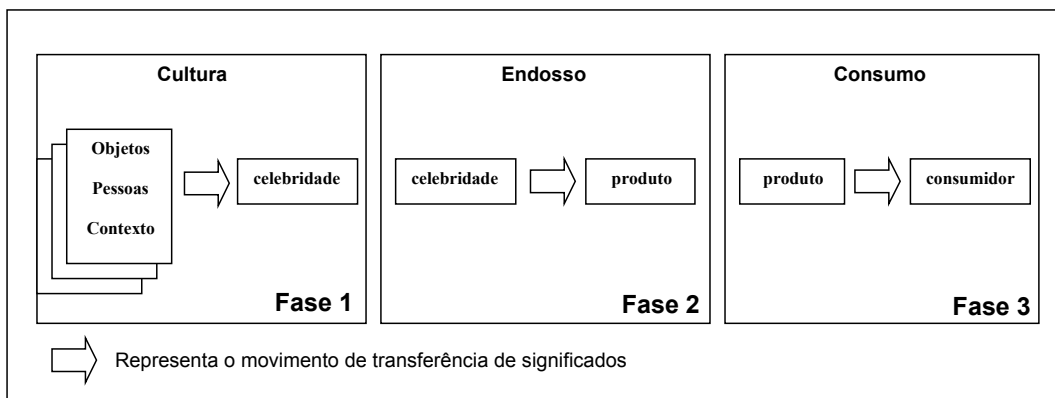 Cultura
Objetos
Pessoas
Contexto
celebridade
Fase 1
Endosso
celebridade
produto
Fase 2
Consumo
produto
consumidor
Fase 3
Representa o movimento de transferência de significados